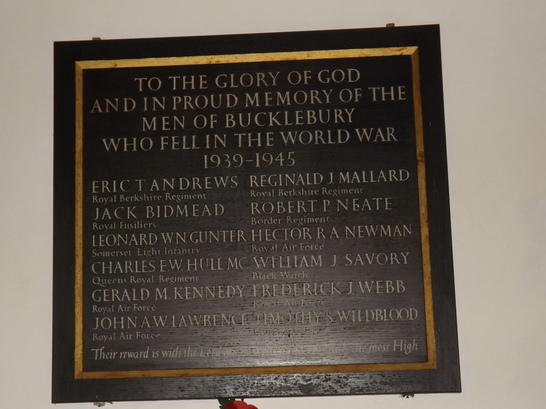 TO THE GLORY OF GOD
AND IN PROUD MEMORY OF THE
MEN OF BUCKLEBURY
WHO FELL IN THE WORLD WAR
1939-1945
ERIC T ANDREWS
Royal Berkshire Regiment
JACK BIDMEAD
Royal Fusiliers
LEONARD W.N GUNTER
Somerset Light Infantry
CHARLES E.W. HULL MC
Queens Royal Regiment
GERALD M. KENNEDY
Royal Air Force
JOHN A.W. LAWRENCE
Royal Air Force
REGINALD J MALLARD
Royal Berkshire Regiment
ROBERT P. NEATE
Border Regiment
HECTOR R.A. NEWMAN
Royal Air Force
WILLIAM J SAVORY
Black Watch
FREDERICK J. WEBB
TIMOTHY S. WILDBLOOD
Their reward is with the most High